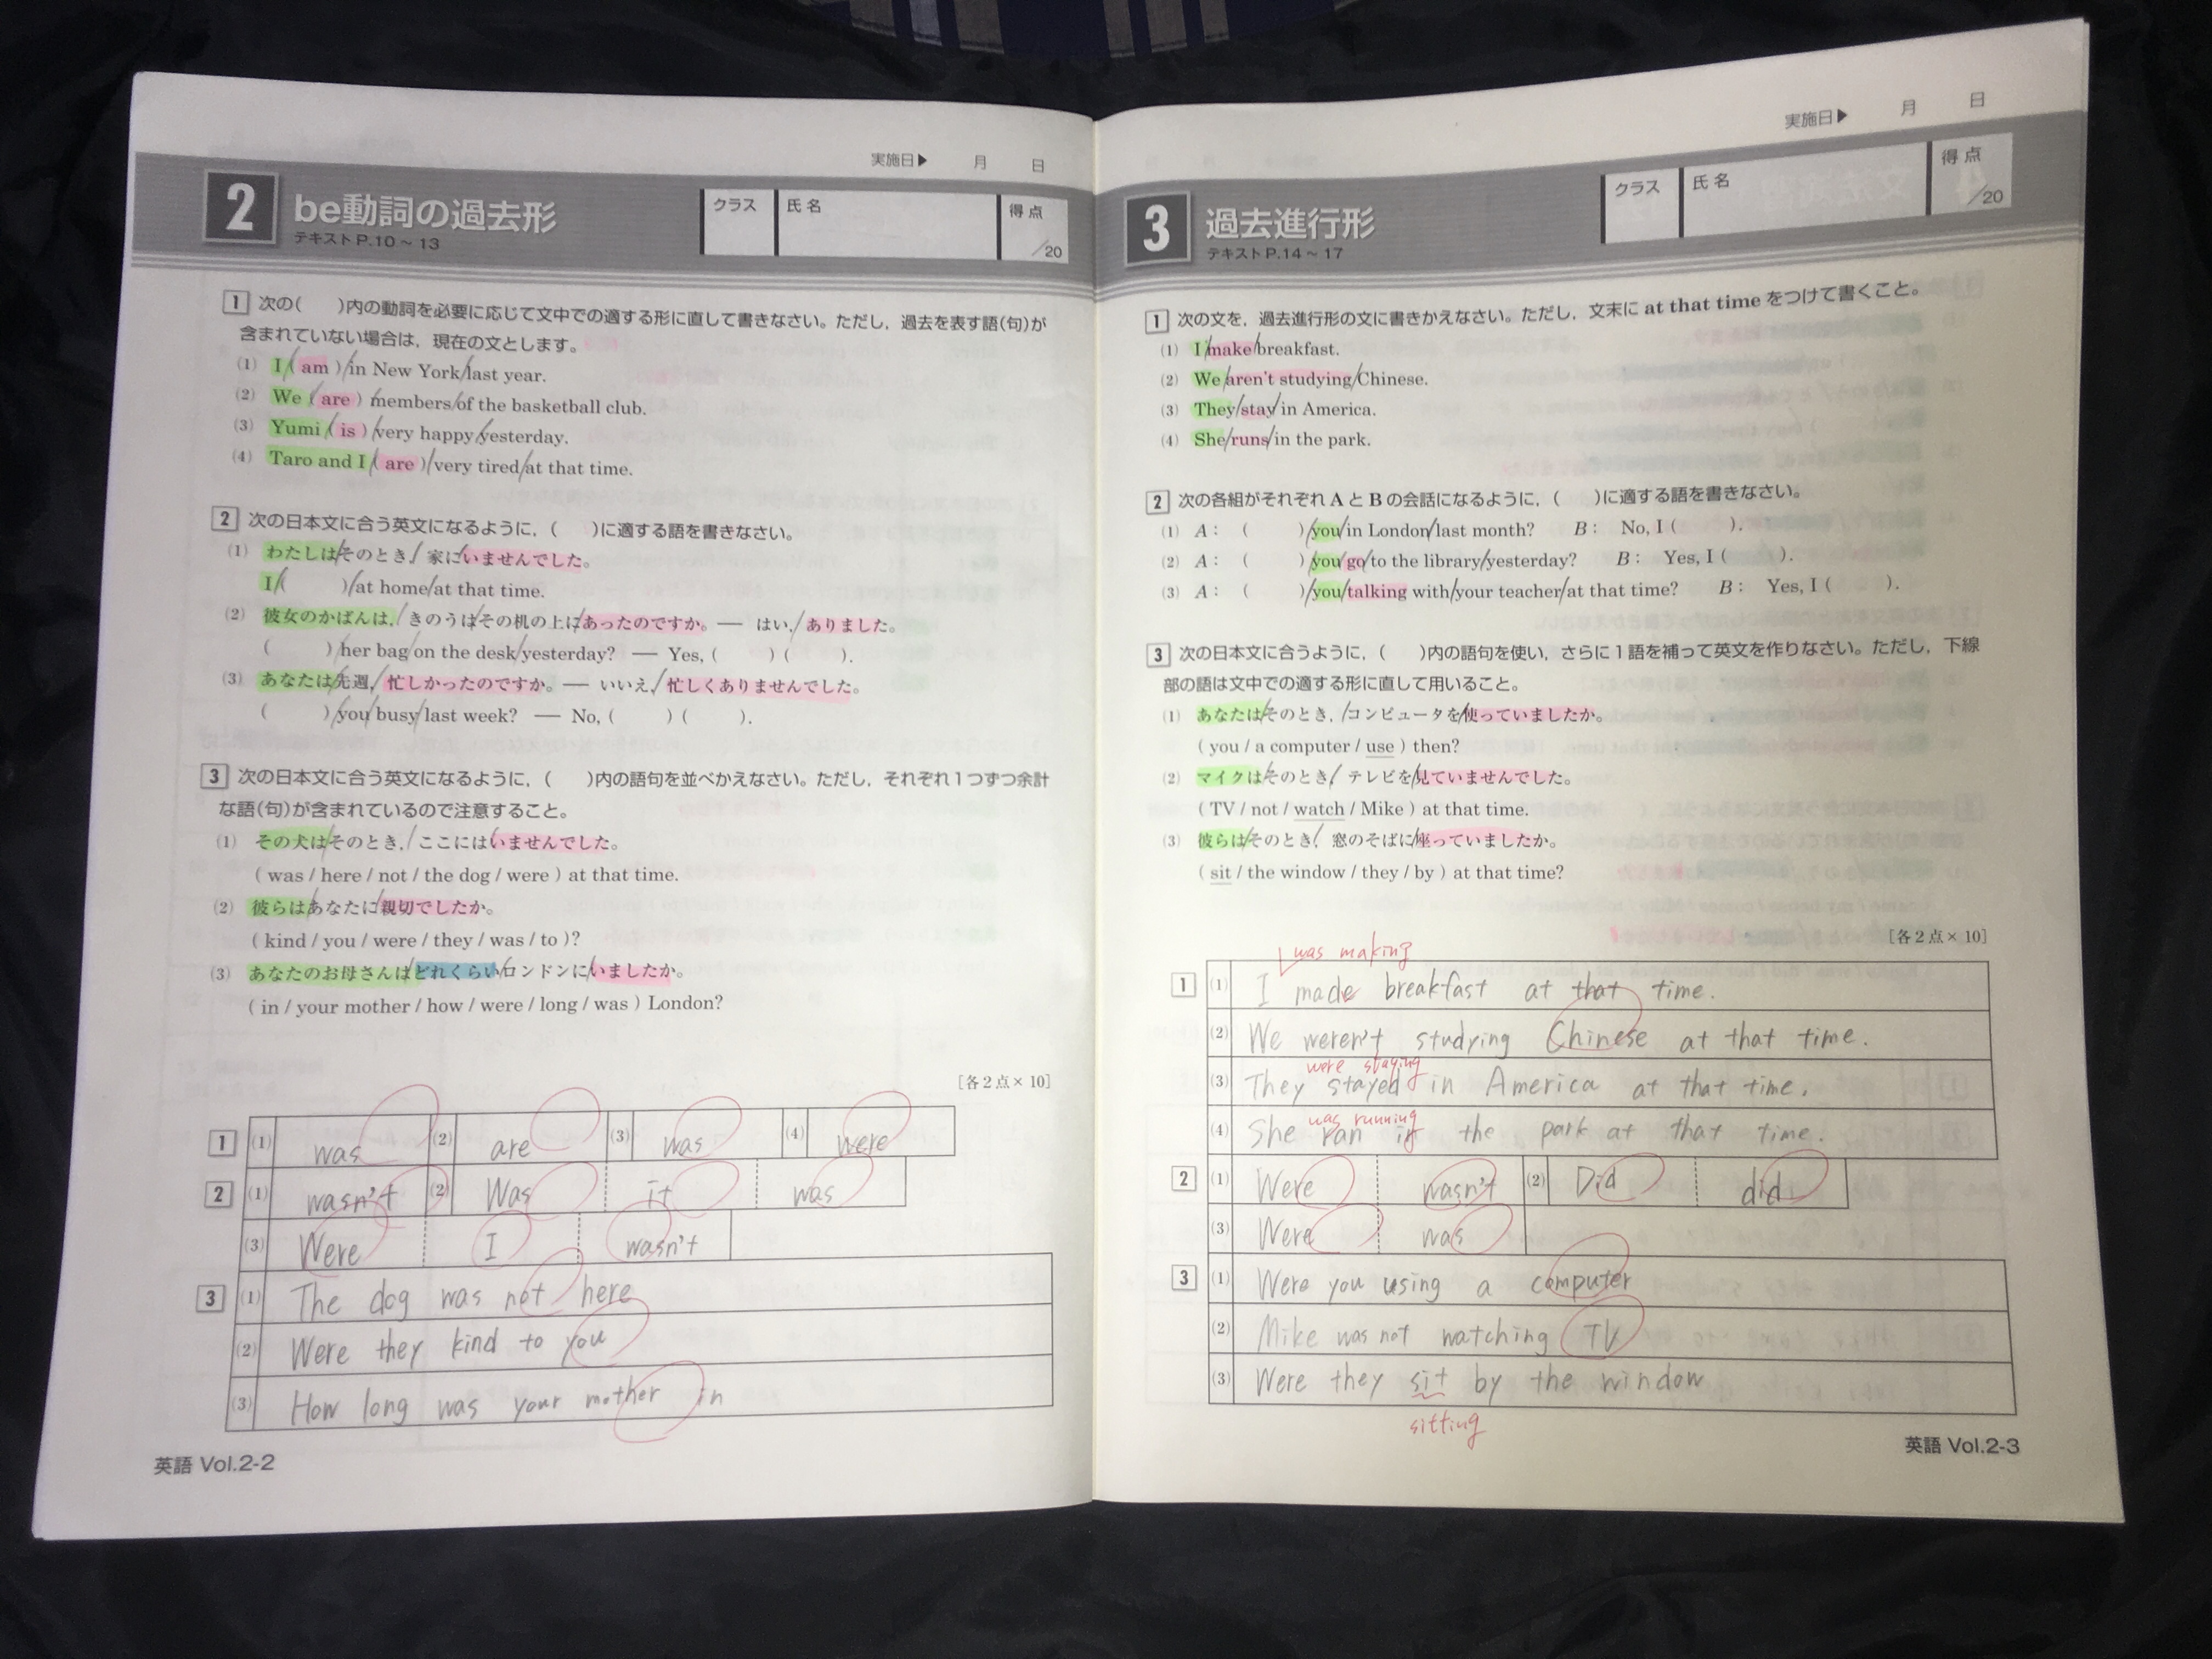 実施日▶ 月 日
2 be動詞の過去形
テキストP.10～13
クラス 氏名 得点
/20
1 次の( )内の動詞を必要に応じて文中での適する形に直して書きなさい。ただし，過去を表す語(句)が
含まれていない場合は，現在の文とします。
(1) I ( am ) in New York last year.
(2) We ( are ) members of the basketball club.
(3) Yumi ( is ) very happy yesterday.
(4) Taro and I ( are ) very tired at that time.
2 次の日本文に合う英文になるように，( )に適する語を書きなさい。
(1) わたしはそのとき，家にいませんでした。
I ( ) at home at that time.
(2) 彼女のかばんは，きのうはその机の上にあったのですか。― はい，ありました。
( ) her bag on the desk yesterday? ― Yes, ( ) ( ).
(3) あなたは先週，忙しかったのですか。― いいえ，忙しくありませんでした。
( ) you busy last week? ― No, ( ) ( ).
3 次の日本文に合う英文になるように，( )内の語句を並べかえなさい。ただし，それぞれ1つずつ余計
な語(句)が含まれているので注意すること。
(1) その犬はそのとき，ここにはいませんでした。
( was / here / not / the dog / were ) at that time.
(2) 彼らはあなたに親切でしたか。
( kind / you / were / they / was / to )?
(3) あなたのお母さんはどれくらいロンドンにいましたか。
( in / your mother / how / were / long / was ) London?
[各2点×10]
1 (1) was (2) are (3) was (4) were
2 (1) wasn't (2) Was it was
(3) Were I wasn't
3 (1) The dog was not here
(2) Were they kind to you
(3) How long was your mother in
英語 Vol.2-2
実施日▶ 月 日
3 過去進行形
テキストP.14～17
クラス 氏名 得点
/20
1 次の文を，過去進行形の文に書きかえなさい。ただし，文末に at that time をつけて書くこと。
(1) I make breakfast.
(2) We aren't studying Chinese.
(3) They stay in America.
(4) She runs in the park.
2 次の各組がそれぞれ A と B の会話になるように，( )に適する語を書きなさい。
(1) A : ( ) you in London last month? B : No, I ( ).
(2) A : ( ) you go to the library yesterday? B : Yes, I ( ).
(3) A : ( ) you talking with your teacher at that time? B : Yes, I ( ).
3 次の日本文に合うように，( )内の語句を使い，さらに1語を補って英文を作りなさい。ただし，下線
部の語は文中での適する形に直して用いること。
(1) あなたはそのとき，コンピュータを使っていましたか。
( you / a computer / use ) then?
(2) マイクはそのとき，テレビを見ていませんでした。
( TV / not / watch / Mike ) at that time.
(3) 彼らはそのとき，窓のそばに座っていましたか。
( sit / the window / they / by ) at that time?
[各2点×10]
was making
1 (1) I made breakfast at that time.
(2) We weren't studying Chinese at that time.
were staying
(3) They stayed in America at that time.
was running
(4) She ran in the park at that time.
2 (1) Were wasn't (2) Did did
(3) Were was
3 (1) Were you using a computer
(2) Mike was not watching TV
(3) Were they sit by the window
sitting
英語 Vol.2-3